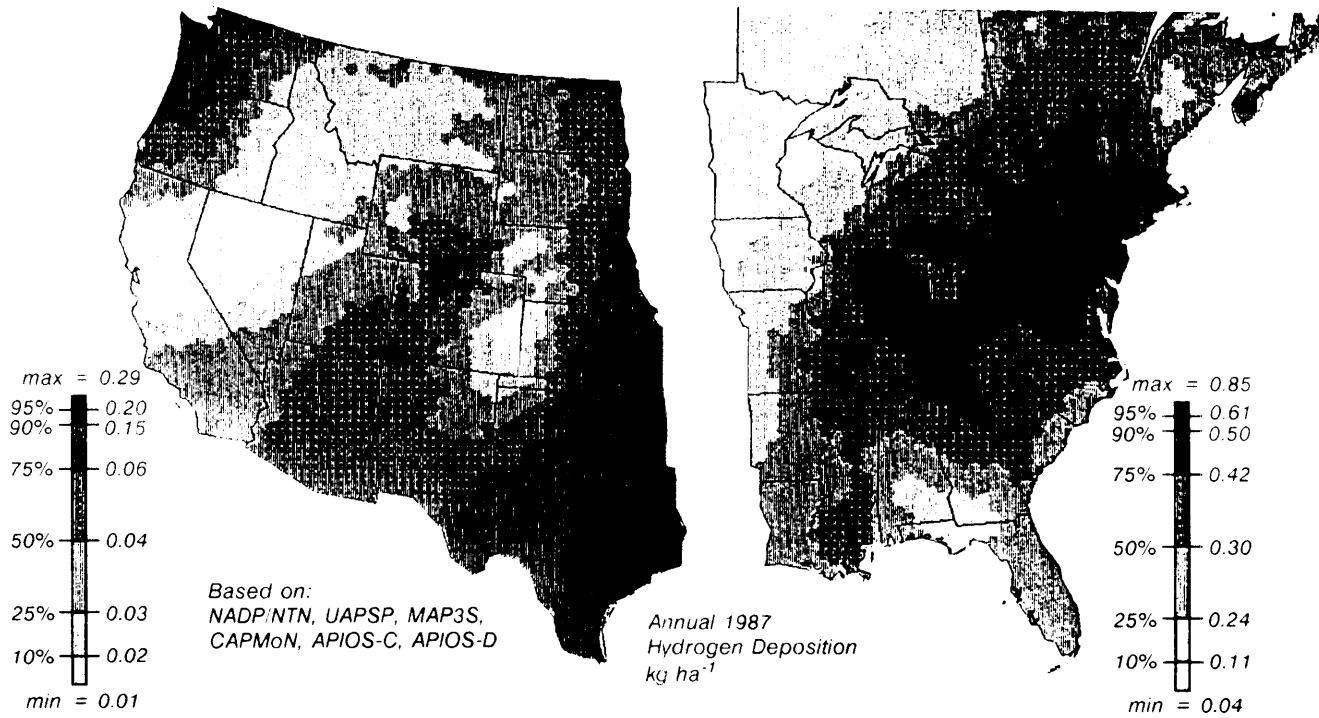 max = 0.29
95% 0.20
90% 0.15
75% 0.06
50% 0.04
25% 0.03
10% 0.02
min = 0.01
Based on:
NADP/NTN, UAPSP, MAP3S,
CAPMoN, APIOS-C, APIOS-D
Annual 1987
Hydrogen Deposition
kg ha⁻¹
max = 0.85
95% 0.61
90% 0.50
75% 0.42
50% 0.30
25% 0.24
10% 0.11
min = 0.04